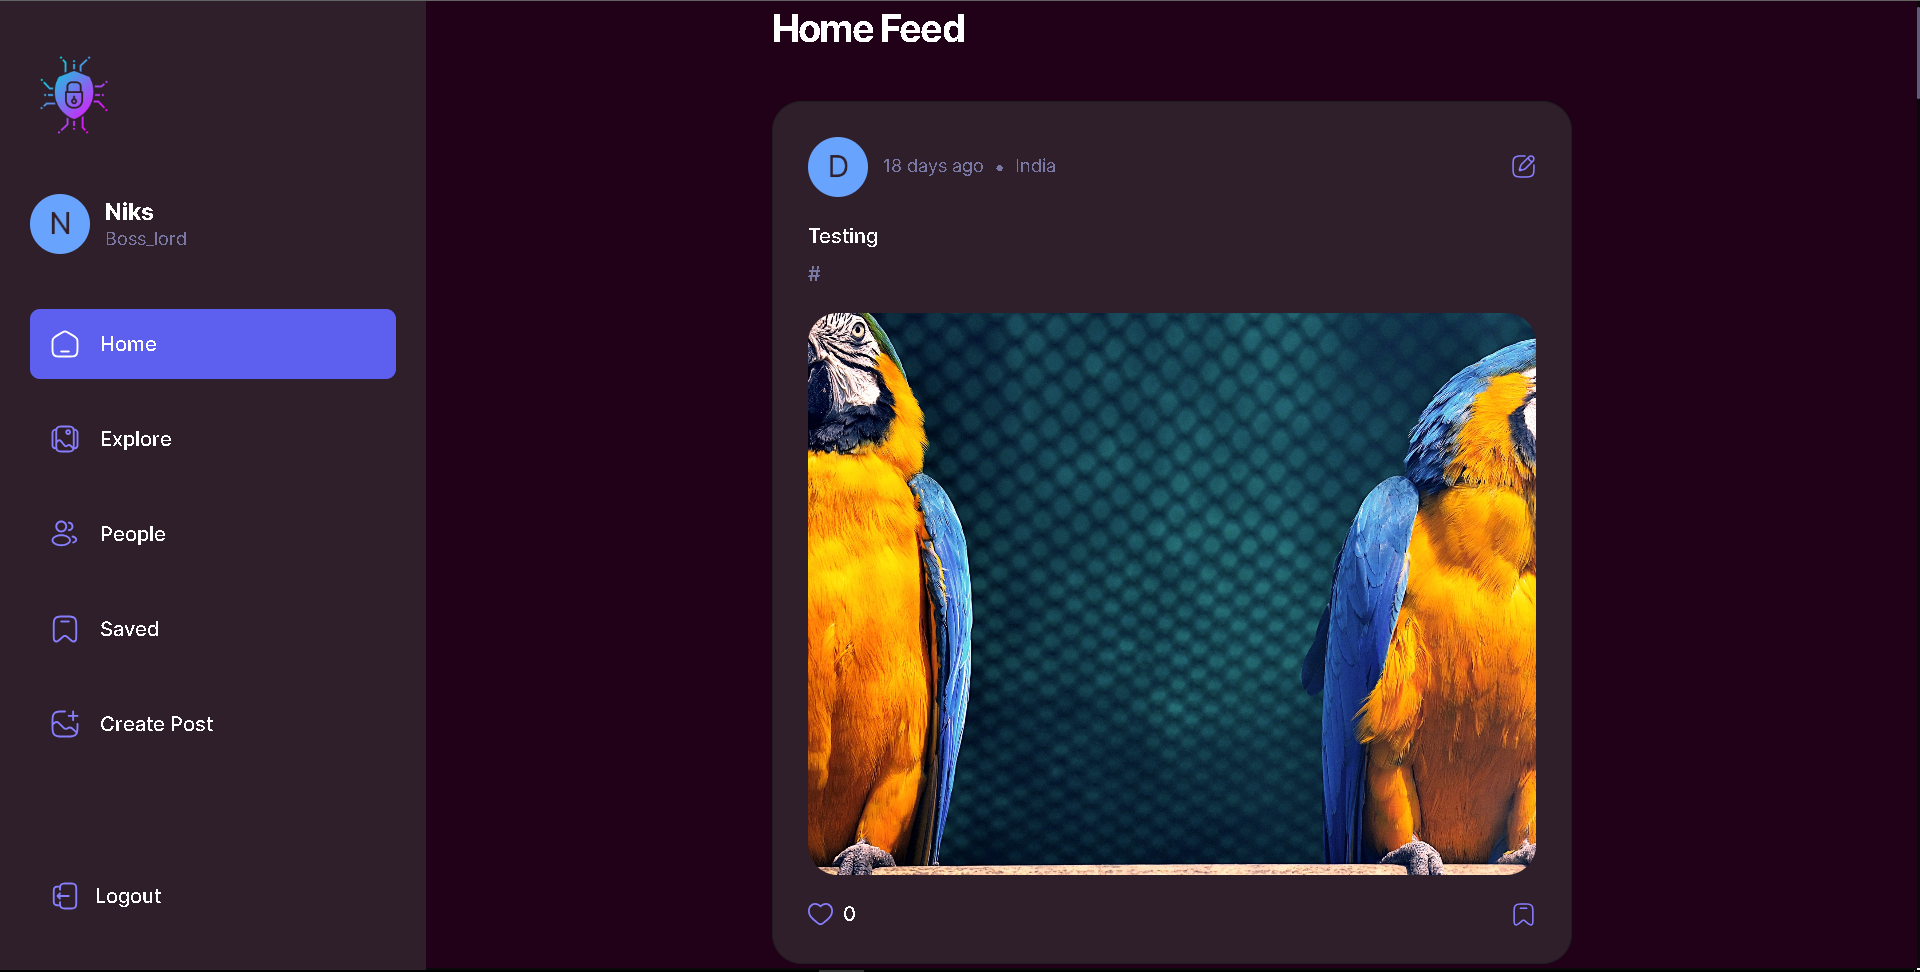 Niks
Boss_lord
Home
Explore
People
Saved
Create Post
Logout
Home Feed
D
18 days ago • India
Testing
#
0
N